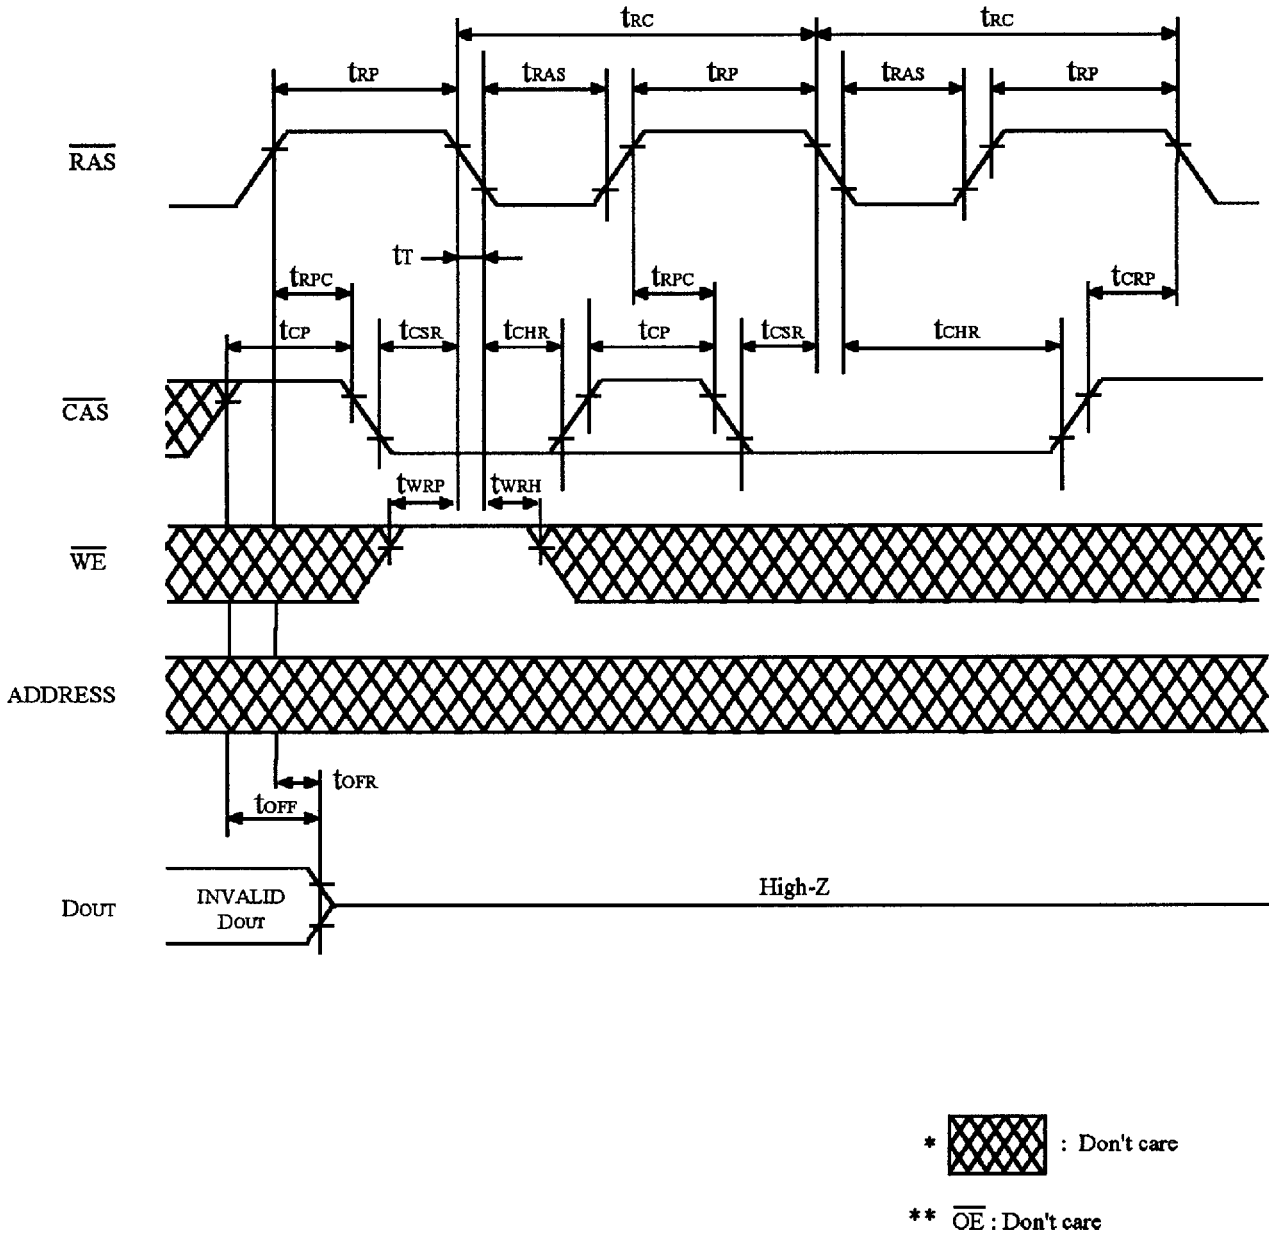 tRC tRC
tRP tRAS tRP tRAS tRP
RAS
tT
tRPC tRPC tCRP
tCP tCSR tCHR tCP tCSR tCHR
CAS
tWRP tWRH
WE
ADDRESS
tOFR
tOFF
INVALID
DOUT
High-Z
DOUT
* : Don't care
** OE : Don't care